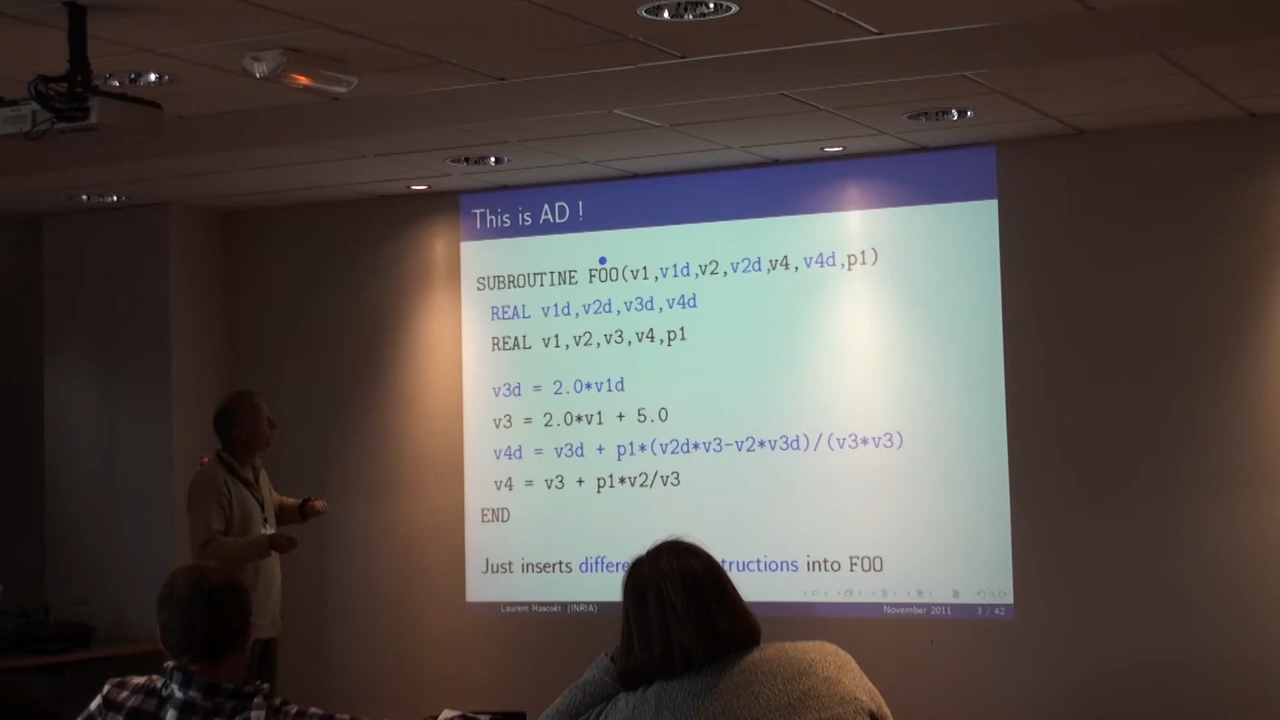 This is AD !
SUBROUTINE FOO(v1,v1d,v2,v2d,v4,v4d,p1)
REAL v1d,v2d,v3d,v4d
REAL v1,v2,v3,v4,p1
v3d = 2.0*v1d
v3 = 2.0*v1 + 5.0
v4d = v3d + p1*(v2d*v3-v2*v3d)/(v3*v3)
v4 = v3 + p1*v2/v3
END
Just inserts into FOO
Laurent Hascoët (INRIA) November 2011 3 / 42